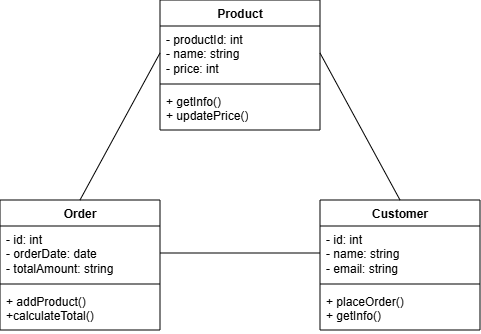 Product
- productId: int
- name: string
- price: int
+ getInfo()
+ updatePrice()
Order
- id: int
- orderDate: date
- totalAmount: string
+ addProduct()
+calculateTotal()
Customer
- id: int
- name: string
- email: string
+ placeOrder()
+ getInfo()